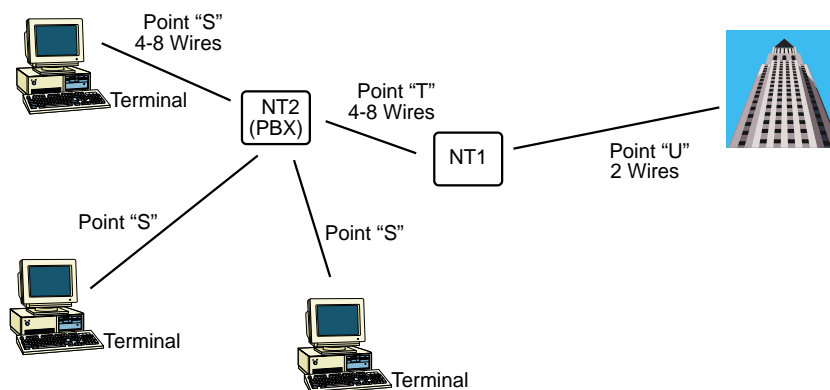 Point “S”
4-8 Wires
Terminal
NT2
(PBX)
Point “T”
4-8 Wires
NT1
Point “U”
2 Wires
Point “S”
Point “S”
Terminal
Terminal